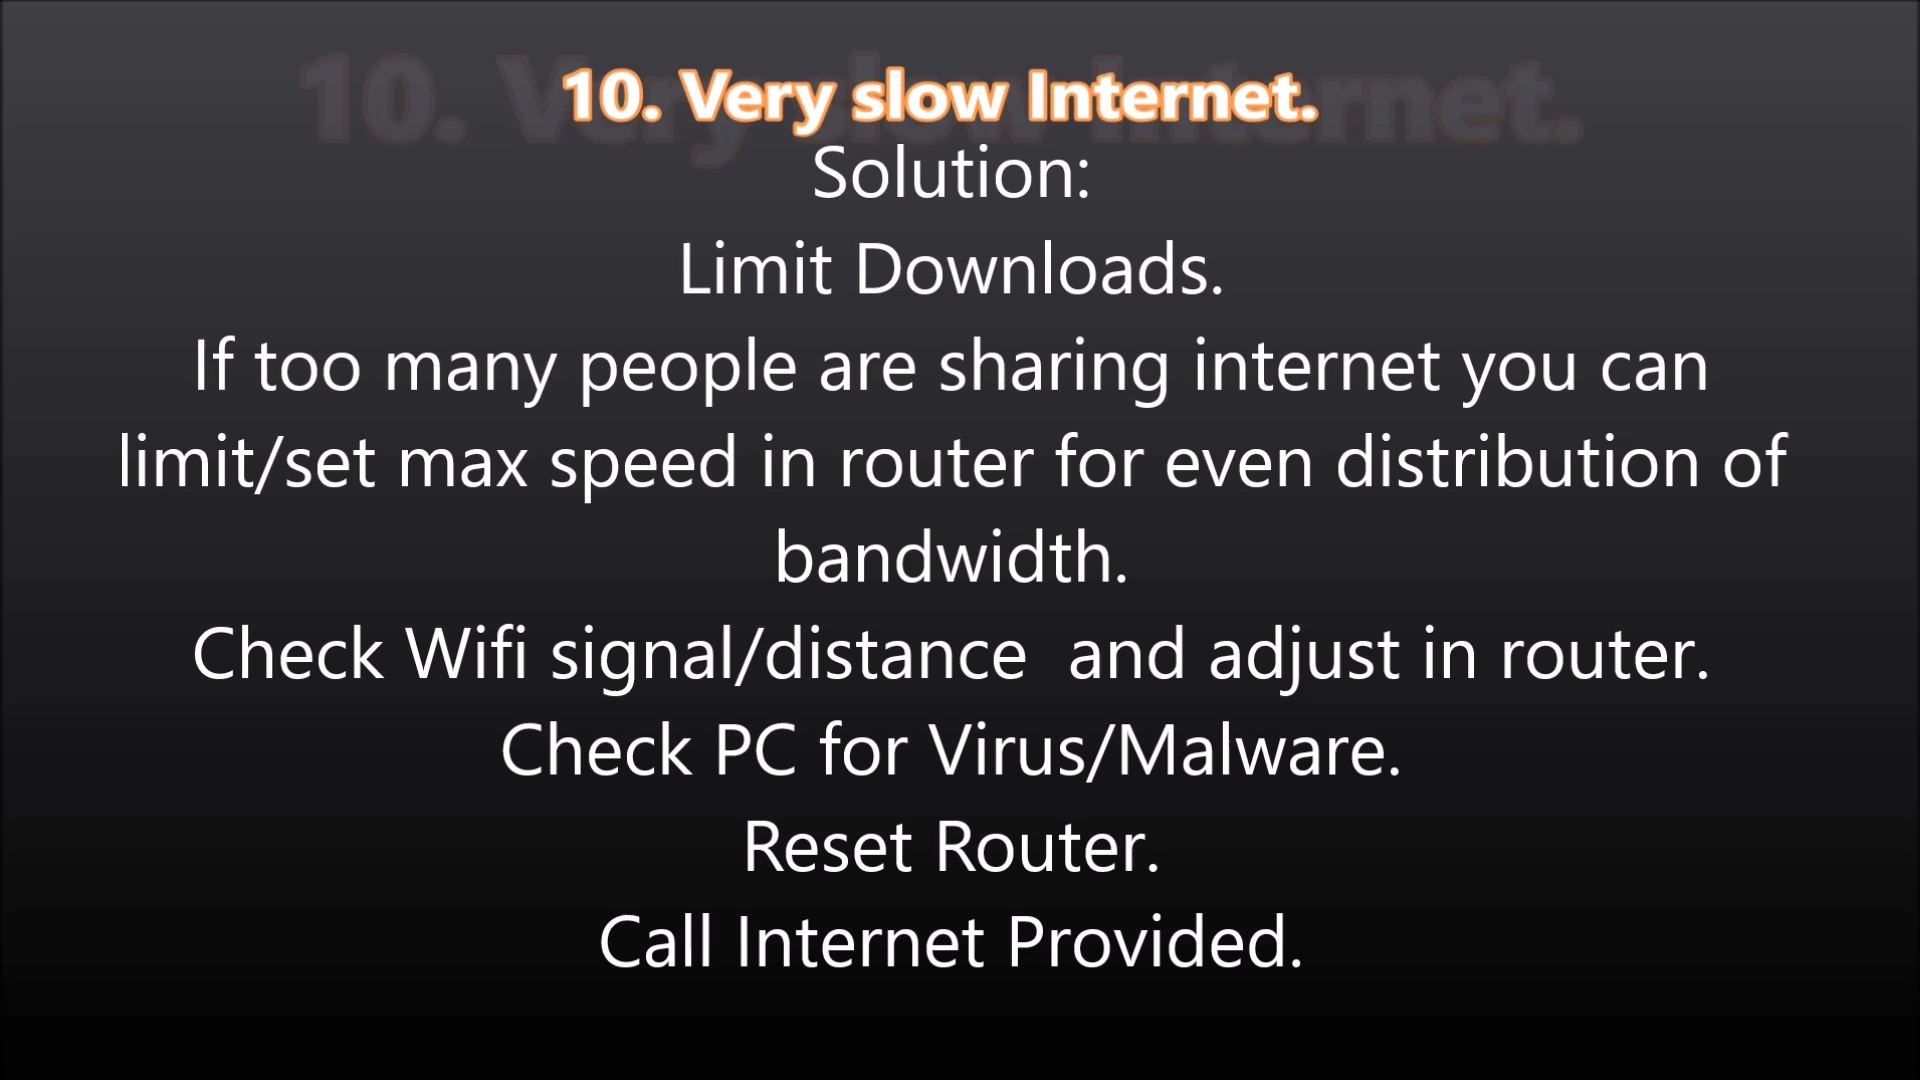 10. Very slow Internet.
Solution:
Limit Downloads.
If too many people are sharing internet you can
limit/set max speed in router for even distribution of
bandwidth.
Check Wifi signal/distance  and adjust in router.
Check PC for Virus/Malware.
Reset Router.
Call Internet Provided.